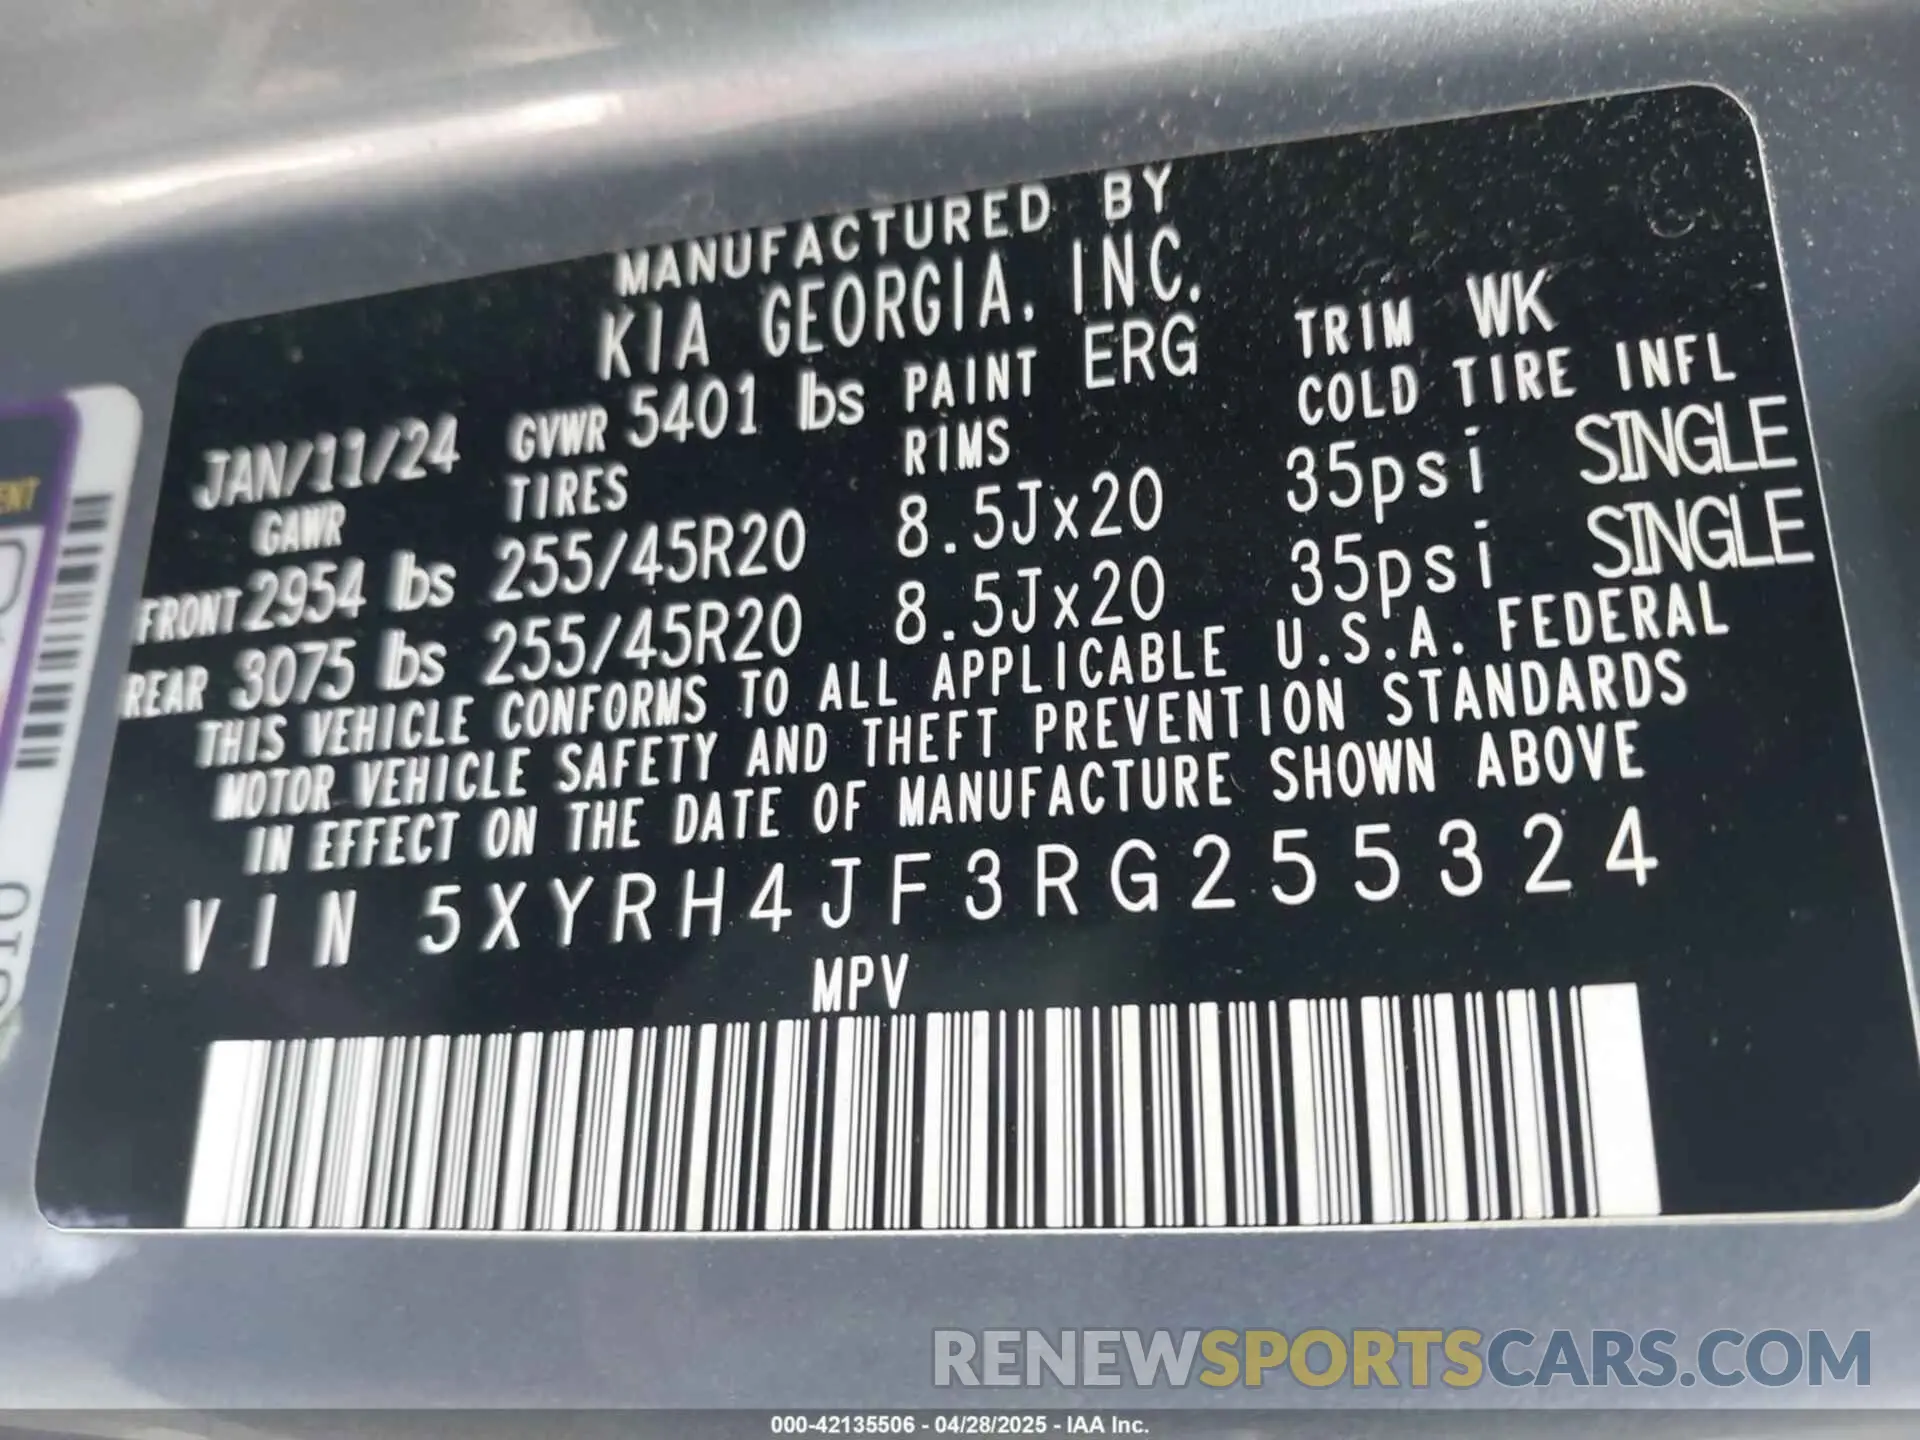 MANUFACTURED BY
KIA GEORGIA, INC.
JAN/11/24 GVWR 5401 lbs PAINT ERG TRIM WK
GAWR TIRES RIMS COLD TIRE INFL
FRONT 2954 lbs 255/45R20 8.5Jx20 35psi SINGLE
REAR 3075 lbs 255/45R20 8.5Jx20 35psi SINGLE
THIS VEHICLE CONFORMS TO ALL APPLICABLE U.S.A. FEDERAL
MOTOR VEHICLE SAFETY AND THEFT PREVENTION STANDARDS
IN EFFECT ON THE DATE OF MANUFACTURE SHOWN ABOVE
VIN 5XYRH4JF3RG255324
MPV
RENEWSPORTSCARS.COM
000-42135506 - 04/28/2025 - IAA Inc.